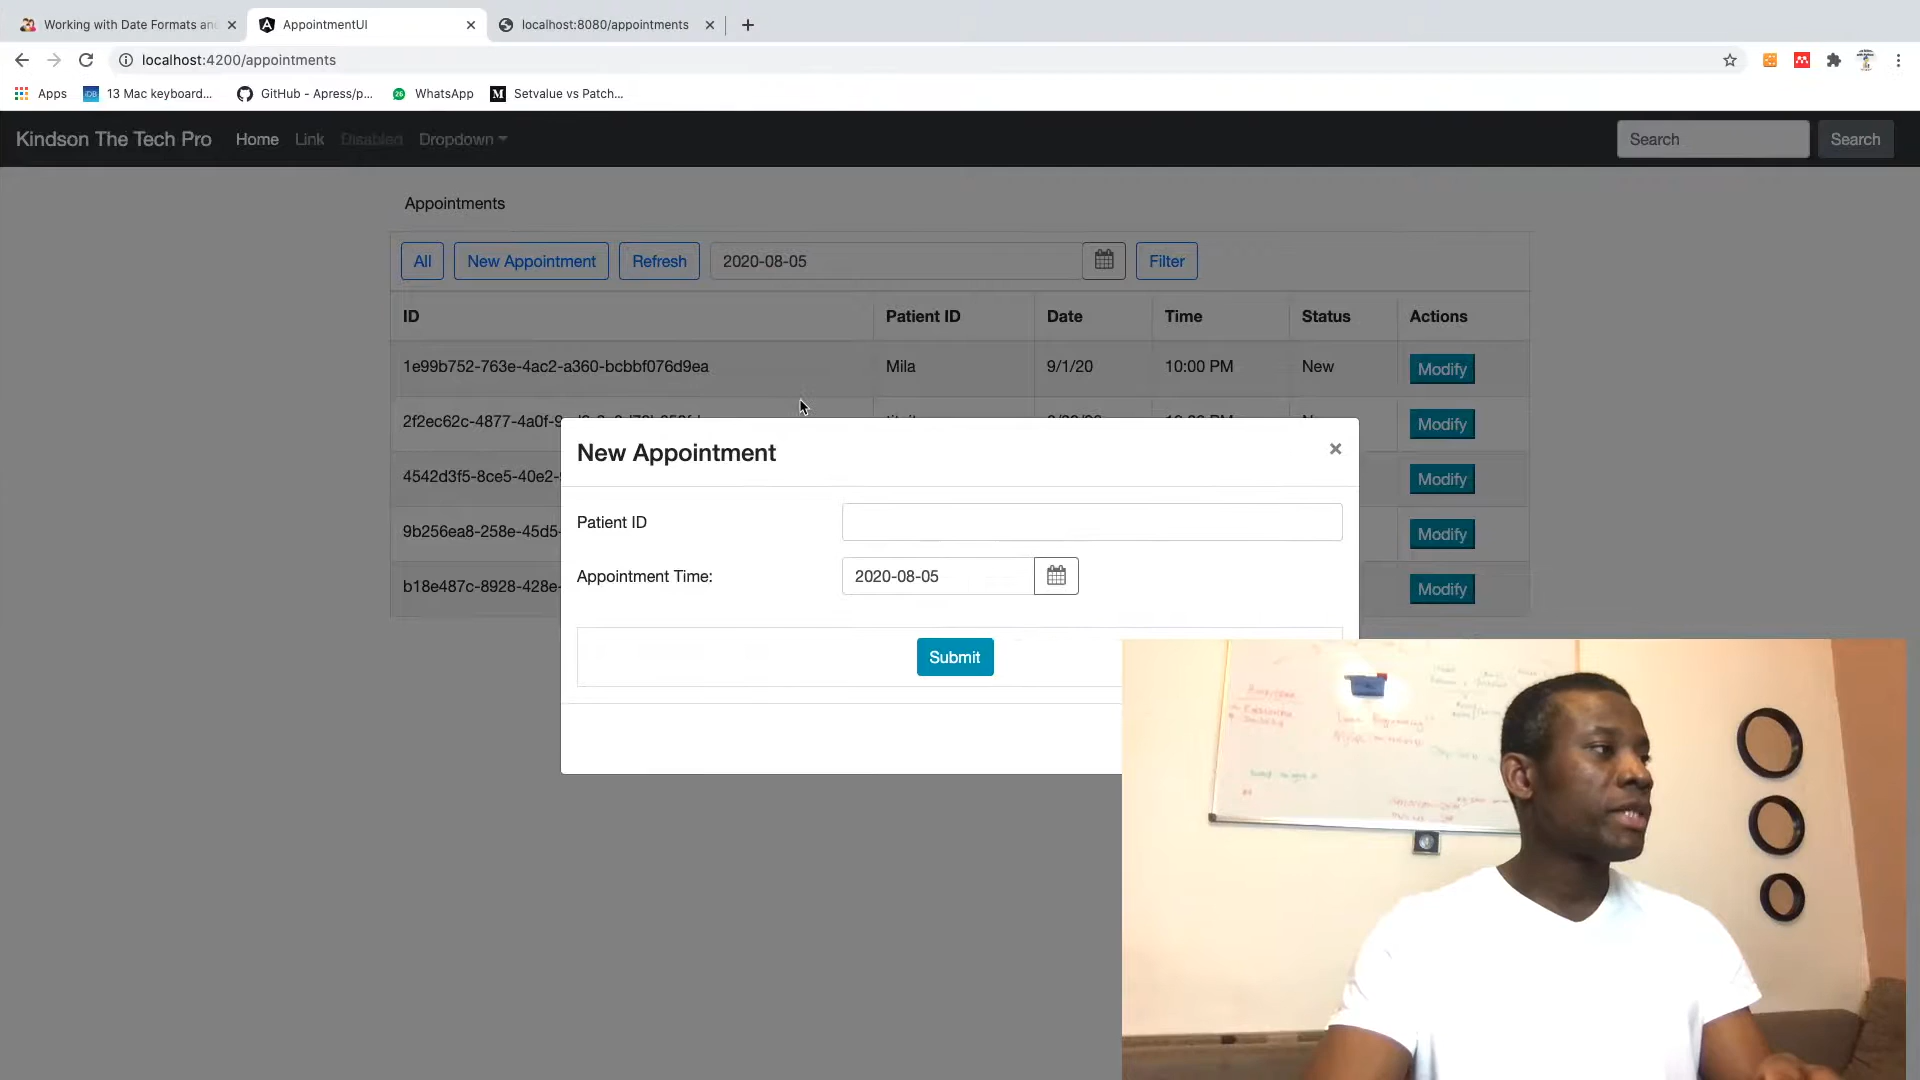 Working with Date Formats an
AppointmentUI
localhost:8080/appointments
localhost:4200/appointments
Apps
13 Mac keyboard...
GitHub - Apress/p...
WhatsApp
Setvalue vs Patch...
Kindson The Tech Pro
Home
Link
Disabled
Dropdown
Search
Search
Appointments
All
New Appointment
Refresh
2020-08-05
Filter
ID
Patient ID
Date
Time
Status
Actions
1e99b752-763e-4ac2-a360-bcbbf076d9ea
Mila
9/1/20
10:00 PM
New
Modify
2f2ec62c-4877-4a0f-9
Modify
4542d3f5-8ce5-40e2-
Modify
9b256ea8-258e-45d5-
Modify
b18e487c-8928-428e-
Modify
New Appointment
Patient ID
Appointment Time:
2020-08-05
Submit